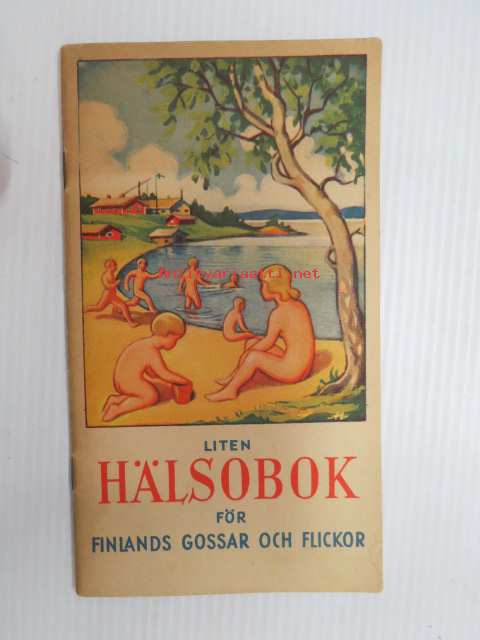 Antikvariaatti.net
LITEN
HÄLSOBOK
FÖR
FINLANDS GOSSAR OCH FLICKOR